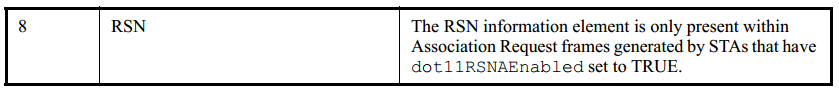 8 RSN The RSN information element is only present within
Association Request frames generated by STAs that have
dot11RSNAEnabled set to TRUE.